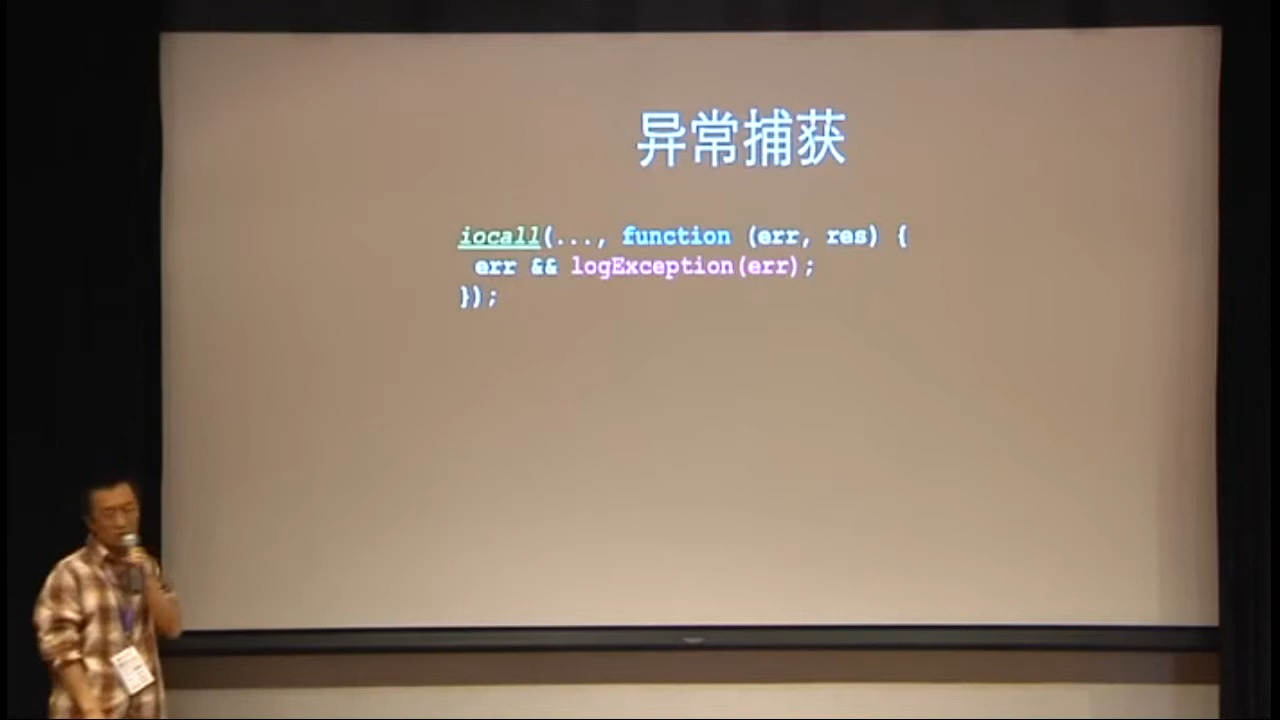 异常捕获
iocall(..., function (err, res) {
err && logException(err);
});